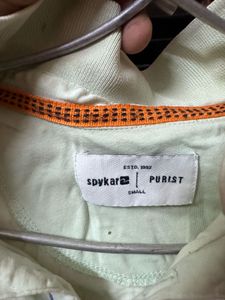 ESTD. 1992
spykar | PURIST
SMALL